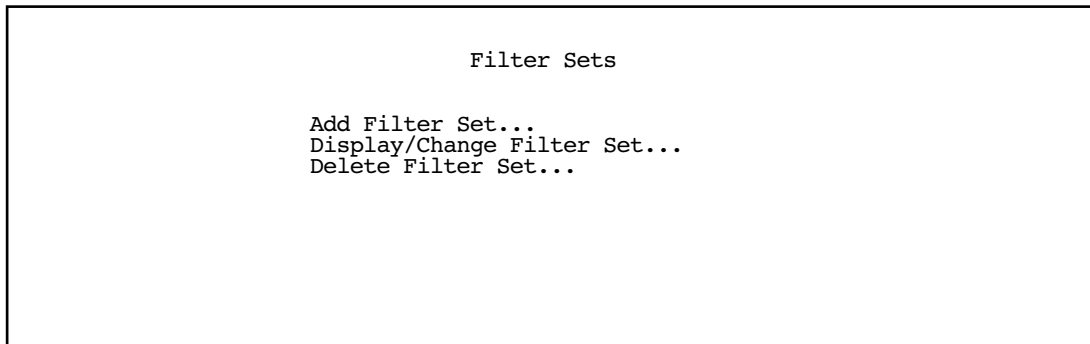 Filter Sets
Add Filter Set...
Display/Change Filter Set...
Delete Filter Set...